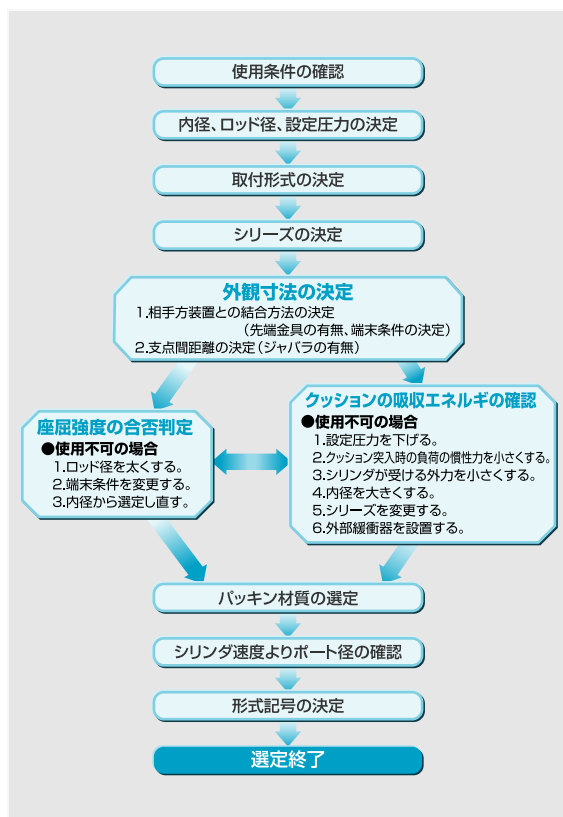 使用条件の確認
内径、ロッド径、設定圧力の決定
取付形式の決定
シリーズの決定
外観寸法の決定
1.相手方装置との結合方法の決定
(先端金具の有無、端末条件の決定)
2.支点間距離の決定(ジャバラの有無)
座屈強度の合否判定
●使用不可の場合
1.ロッド径を太くする。
2.端末条件を変更する。
3.内径から選定し直す。
クッションの吸収エネルギの確認
●使用不可の場合
1.設定圧力を下げる。
2.クッション突入時の負荷の慣性力を小さくする。
3.シリンダが受ける外力を小さくする。
4.内径を大きくする。
5.シリーズを変更する。
6.外部緩衝器を設置する。
パッキン材質の選定
シリンダ速度よりポート径の確認
形式記号の決定
選定終了